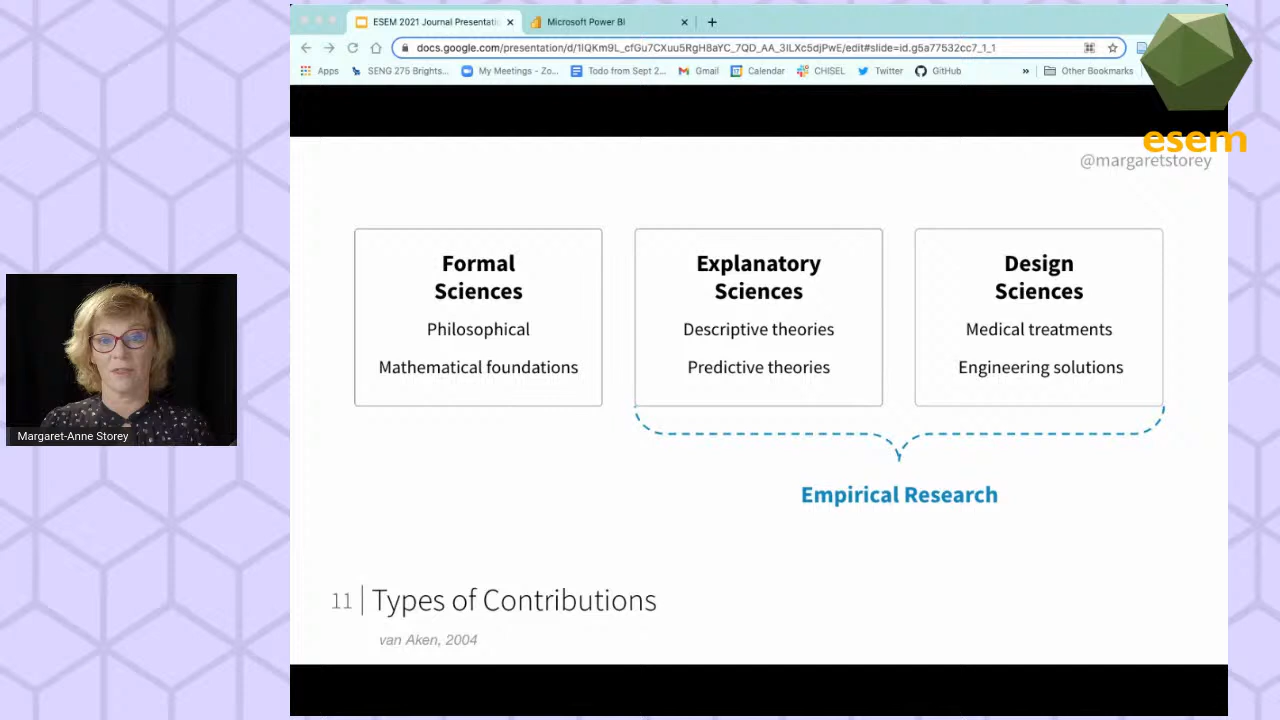 ESEM 2021 Journal Presentati
Microsoft Power BI
docs.google.com/presentation/d/1lQKm9L_cfGu7CXuu5RgH8aYC_7QD_AA_3ILXc5djPwE/edit#slide=id.g5a77532cc7_1_1
Apps
SENG 275 Brights...
My Meetings - Zo...
Todo from Sept 2...
Gmail
Calendar
CHISEL
Twitter
GitHub
»
Other Bookmarks
esem
@margaretstorey
Formal
Sciences
Philosophical
Mathematical foundations
Explanatory
Sciences
Descriptive theories
Predictive theories
Design
Sciences
Medical treatments
Engineering solutions
Margaret-Anne Storey
Empirical Research
11 | Types of Contributions
van Aken, 2004